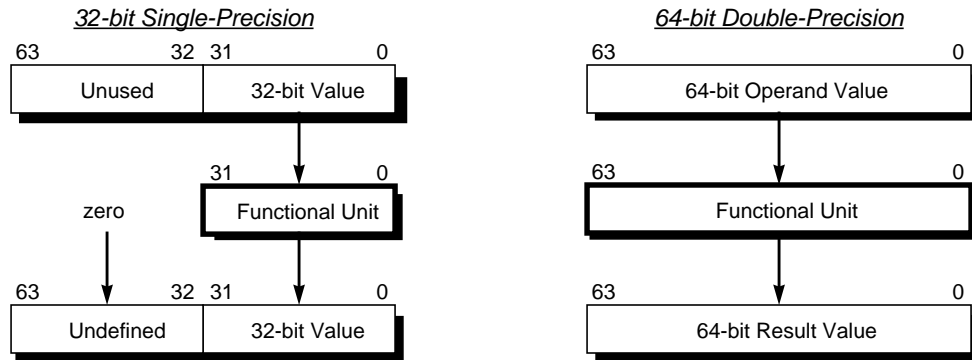 32-bit Single-Precision
63 32 31 0
Unused 32-bit Value
31 0
Functional Unit
zero
63 32 31 0
Undefined 32-bit Value
64-bit Double-Precision
63 0
64-bit Operand Value
63 0
Functional Unit
63 0
64-bit Result Value